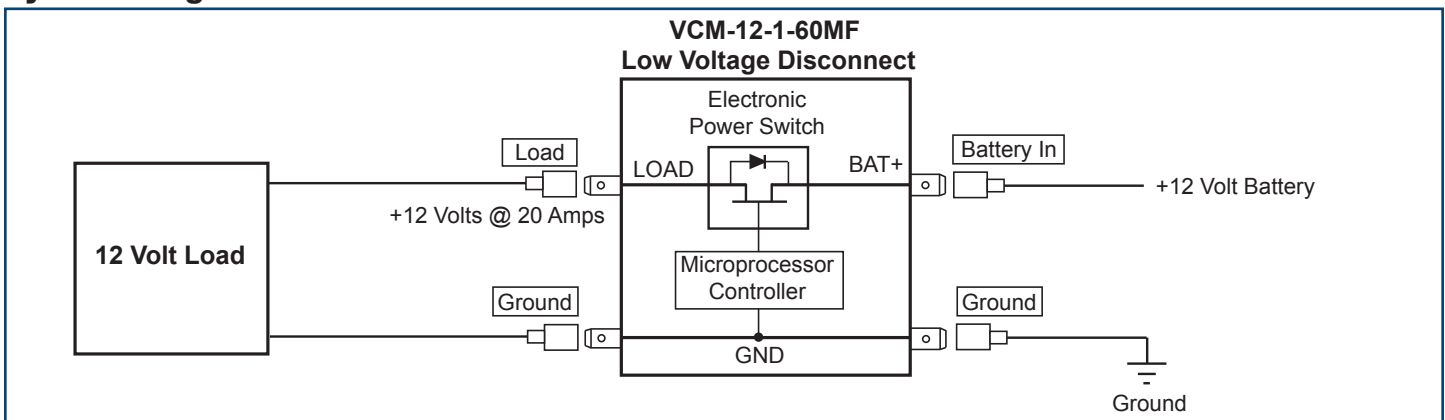 VCM-12-1-60MF
Low Voltage Disconnect
Electronic
Power Switch
Load
LOAD
BAT+
Battery In
+12 Volt Battery
+12 Volts @ 20 Amps
12 Volt Load
Microprocessor
Controller
Ground
Ground
GND
Ground